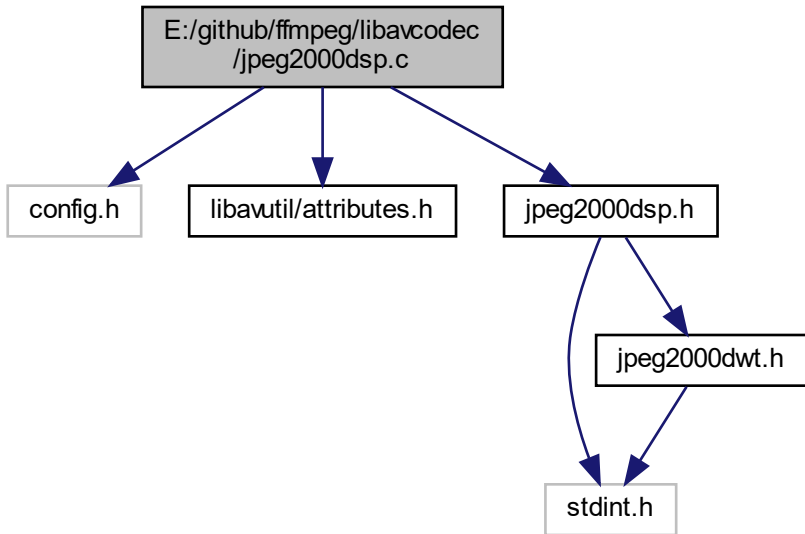 E:/github/ffmpeg/libavcodec
/jpeg2000dsp.c
config.h
libavutil/attributes.h
jpeg2000dsp.h
jpeg2000dwt.h
stdint.h